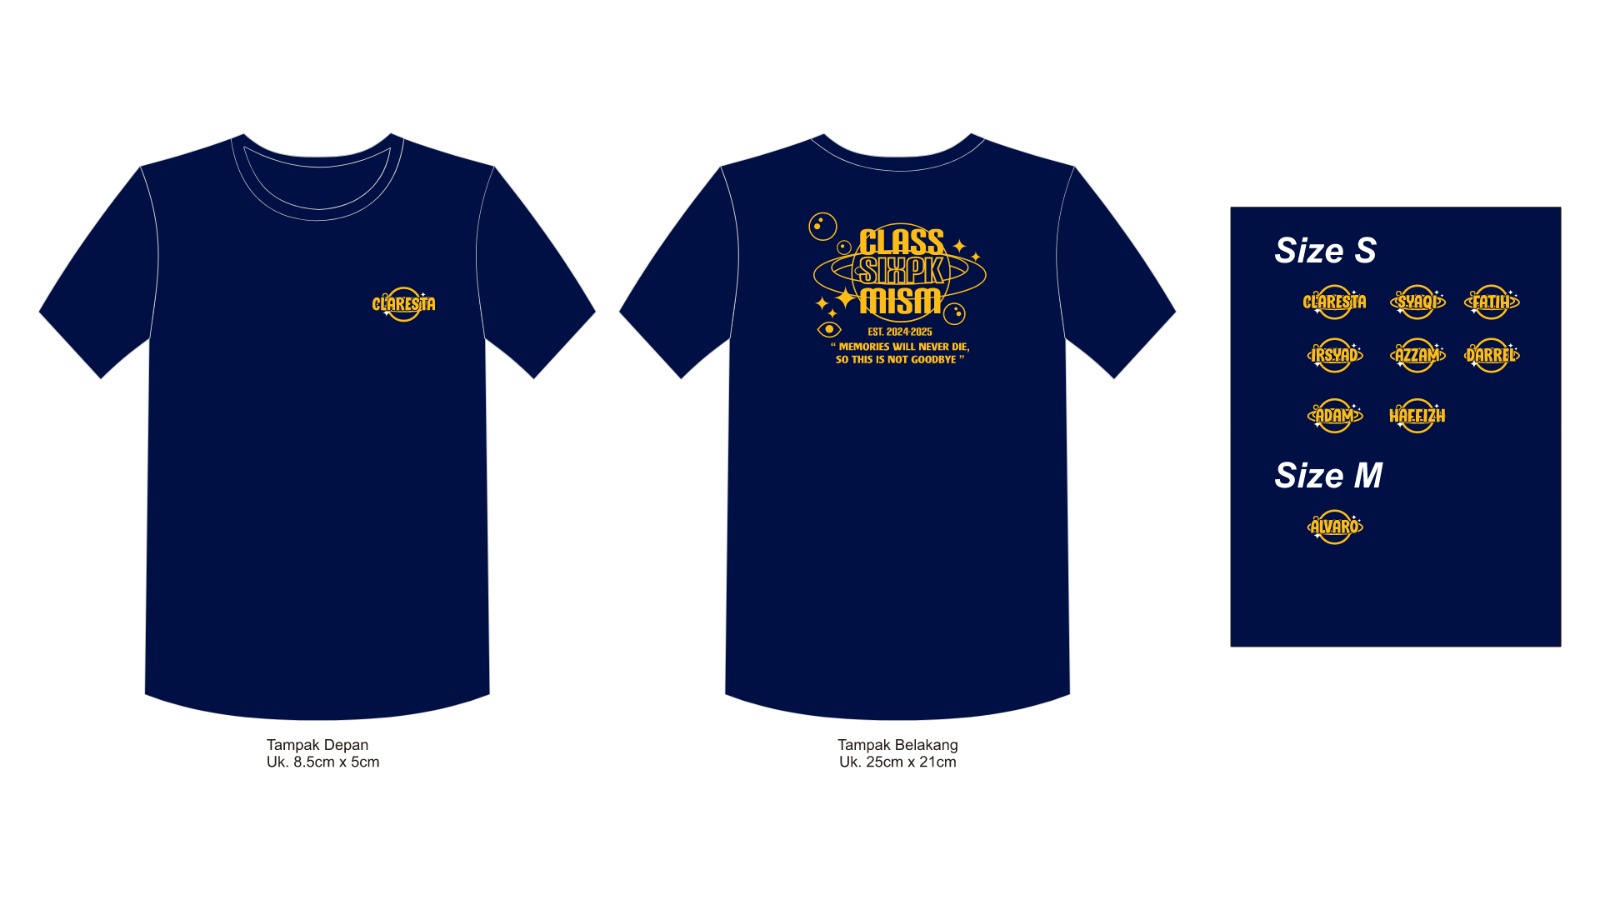 CLARESTA
Tampak Depan
Uk. 8.5cm x 5cm
CLASS
SIXPK
MISM
EST. 2024-2025
“ MEMORIES WILL NEVER DIE,
SO THIS IS NOT GOODBYE ”
Tampak Belakang
Uk. 25cm x 21cm
Size S
CLARESTA SYAQI FATIH
IRSYAD AZZAM DARREL
ADAM HAFFIZH
Size M
ALVARO